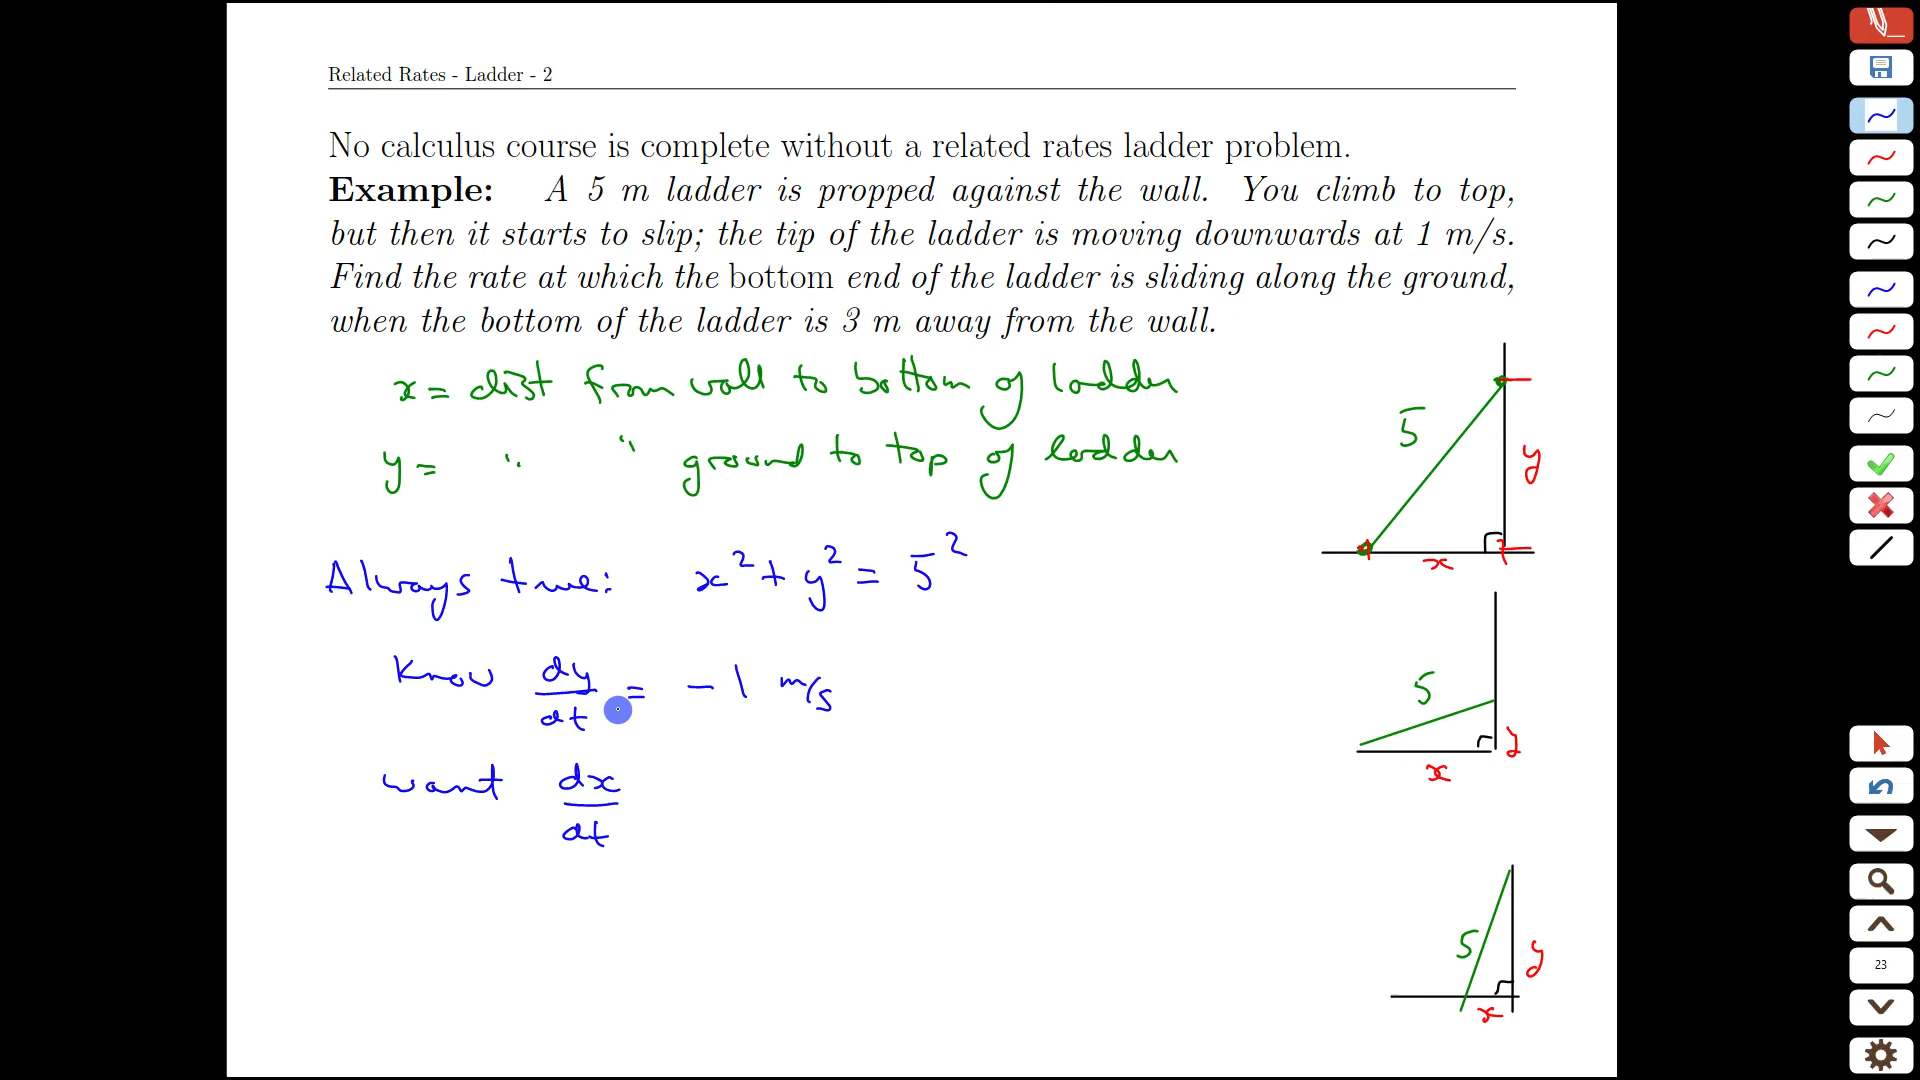 Related Rates - Ladder - 2
No calculus course is complete without a related rates ladder problem.
Example: A 5 m ladder is propped against the wall. You climb to top,
but then it starts to slip; the tip of the ladder is moving downwards at 1 m/s.
Find the rate at which the bottom end of the ladder is sliding along the ground,
when the bottom of the ladder is 3 m away from the wall.
x = dist from wall to bottom of ladder
y = " " ground to top of ladder
5
y
x
Always true: x² + y² = 5²
Know dy/dt = -1 m/s
5
y
x
want dx/dt
5
y
x
23